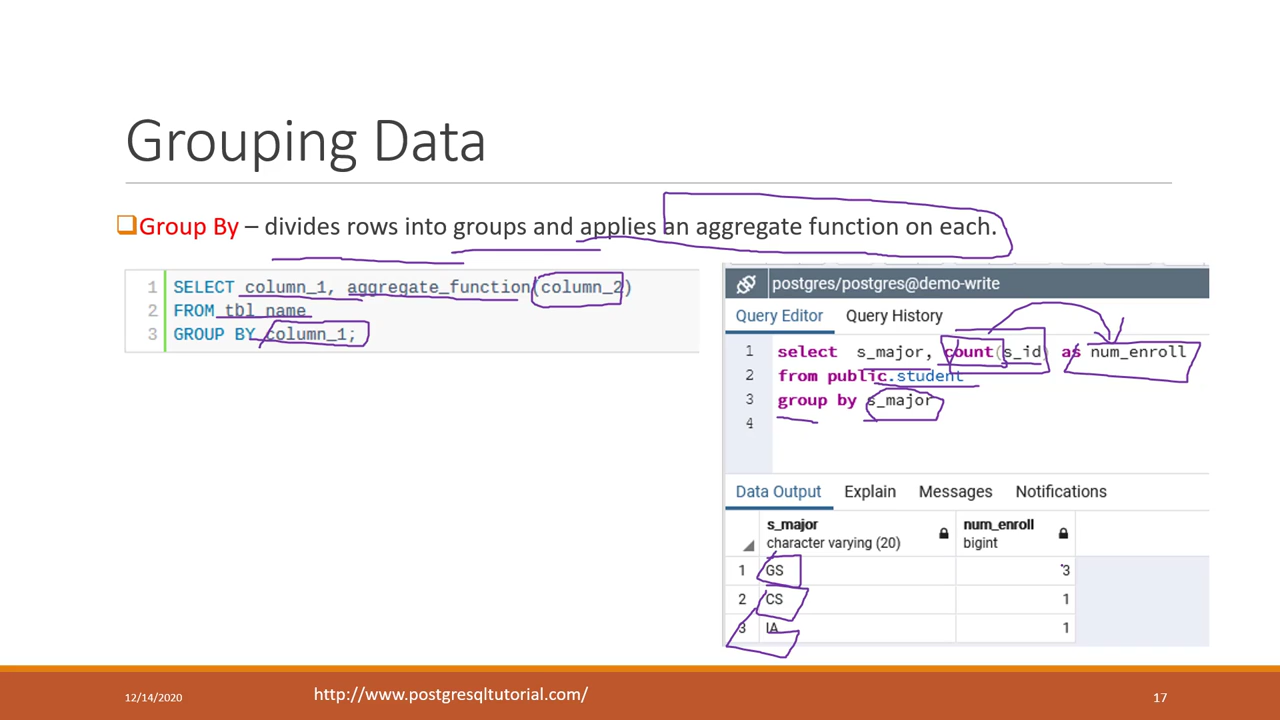 Grouping Data
Group By – divides rows into groups and applies an aggregate function on each.
1 SELECT column_1, aggregate_function(column_2)
2 FROM tbl_name
3 GROUP BY column_1;
postgres/postgres@demo-write
Query Editor Query History
1 select s_major, count(s_id) as num_enroll
2 from public.student
3 group by s_major
4
Data Output Explain Messages Notifications
s_major num_enroll
character varying (20) bigint
1 GS 3
2 CS 1
3 IA 1
12/14/2020 http://www.postgresqltutorial.com/ 17